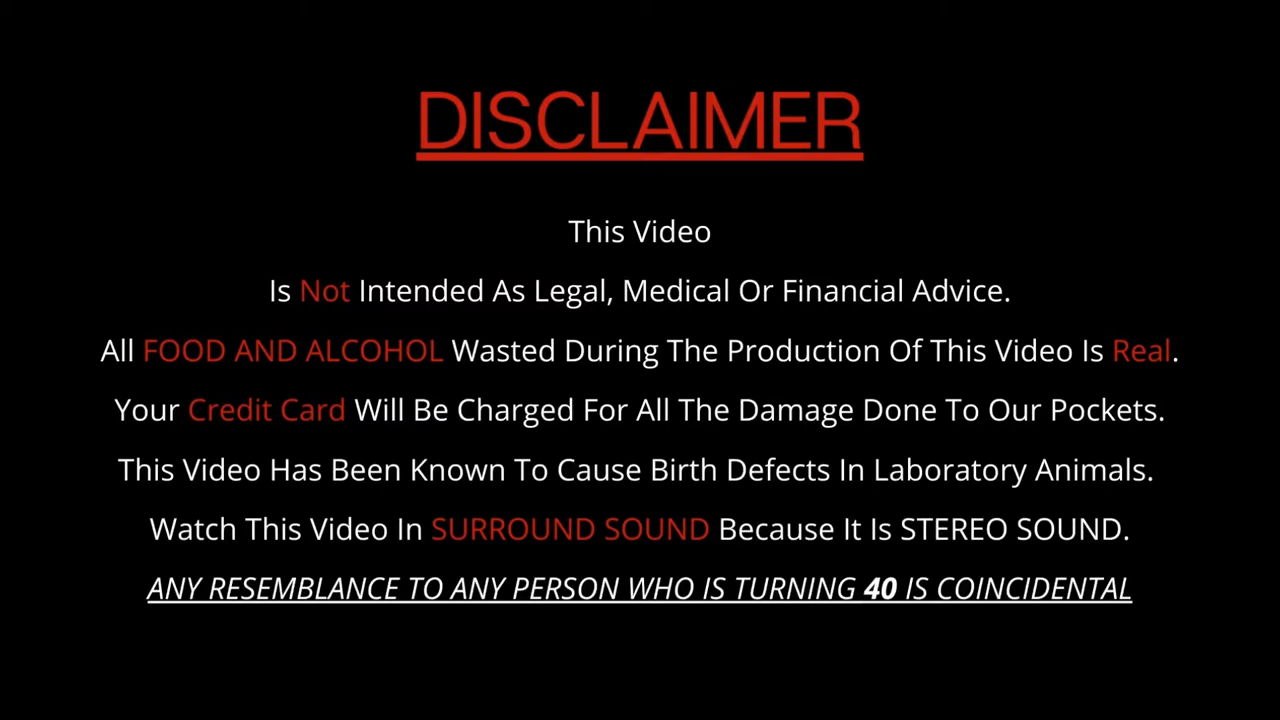 DISCLAIMER
This Video
Is Not Intended As Legal, Medical Or Financial Advice.
All FOOD AND ALCOHOL Wasted During The Production Of This Video Is Real.
Your Credit Card Will Be Charged For All The Damage Done To Our Pockets.
This Video Has Been Known To Cause Birth Defects In Laboratory Animals.
Watch This Video In SURROUND SOUND Because It Is STEREO SOUND.
ANY RESEMBLANCE TO ANY PERSON WHO IS TURNING 40 IS COINCIDENTAL